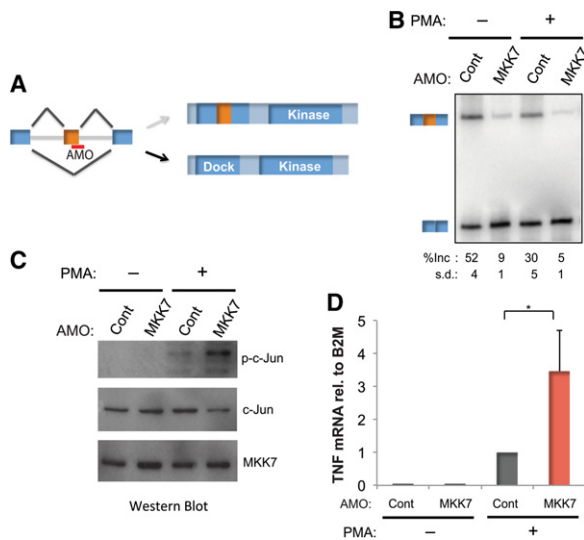 A
AMO
Kinase
Dock
Kinase
B
PMA: – +
AMO: Cont MKK7 Cont MKK7
%Inc : 52 9 30 5
s.d.: 4 1 5 1
C
PMA: – +
AMO: Cont MKK7 Cont MKK7
p-c-Jun
c-Jun
MKK7
Western Blot
D
TNF mRNA rel. to B2M
5
4
3
2
1
0
*
AMO: Cont MKK7 Cont MKK7
PMA: – +